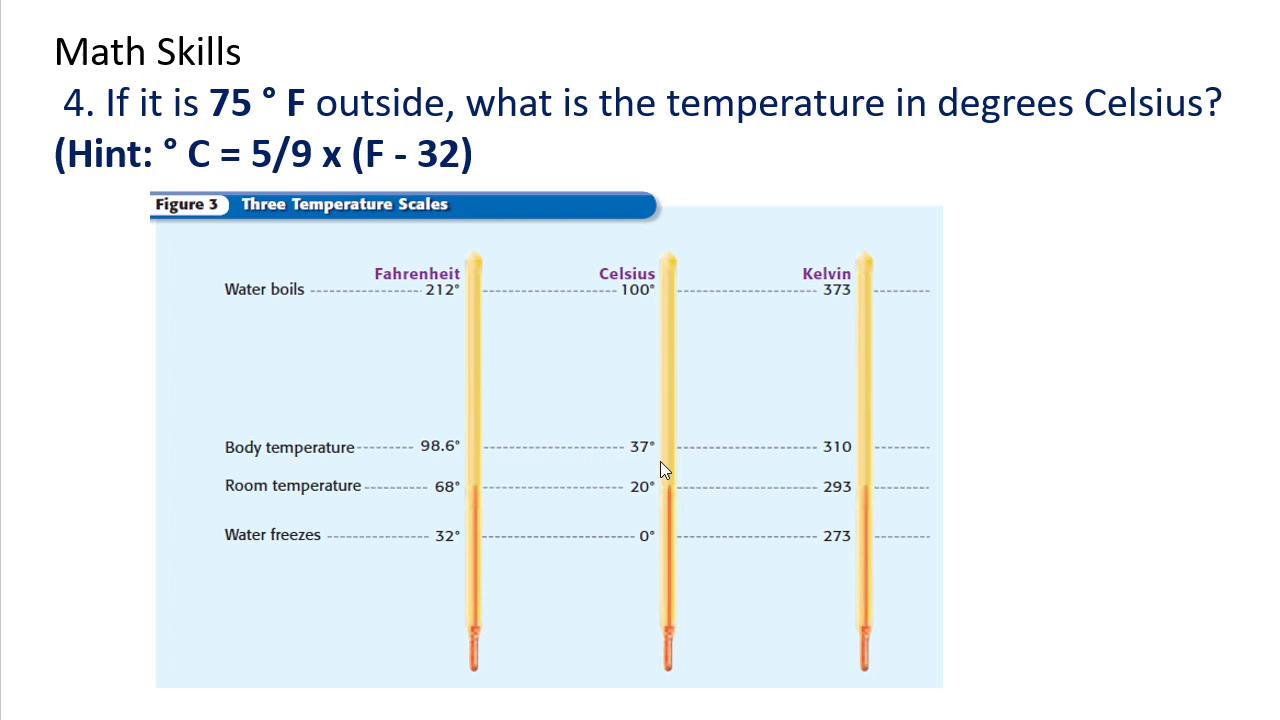 Math Skills
4. If it is 75 ° F outside, what is the temperature in degrees Celsius?
(Hint: ° C = 5/9 x (F - 32)
Figure 3 Three Temperature Scales
Fahrenheit Celsius Kelvin
Water boils 212° 100° 373
Body temperature 98.6° 37° 310
Room temperature 68° 20° 293
Water freezes 32° 0° 273